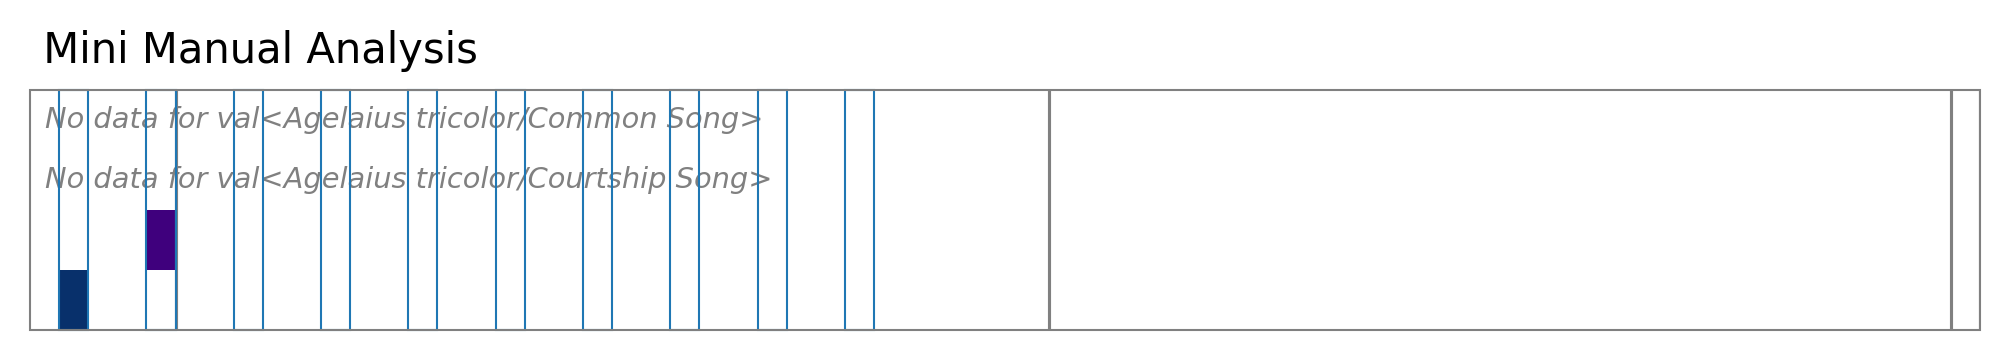 Mini Manual Analysis
No data for val<Agelaius tricolor/Common Song>
No data for val<Agelaius tricolor/Courtship Song>